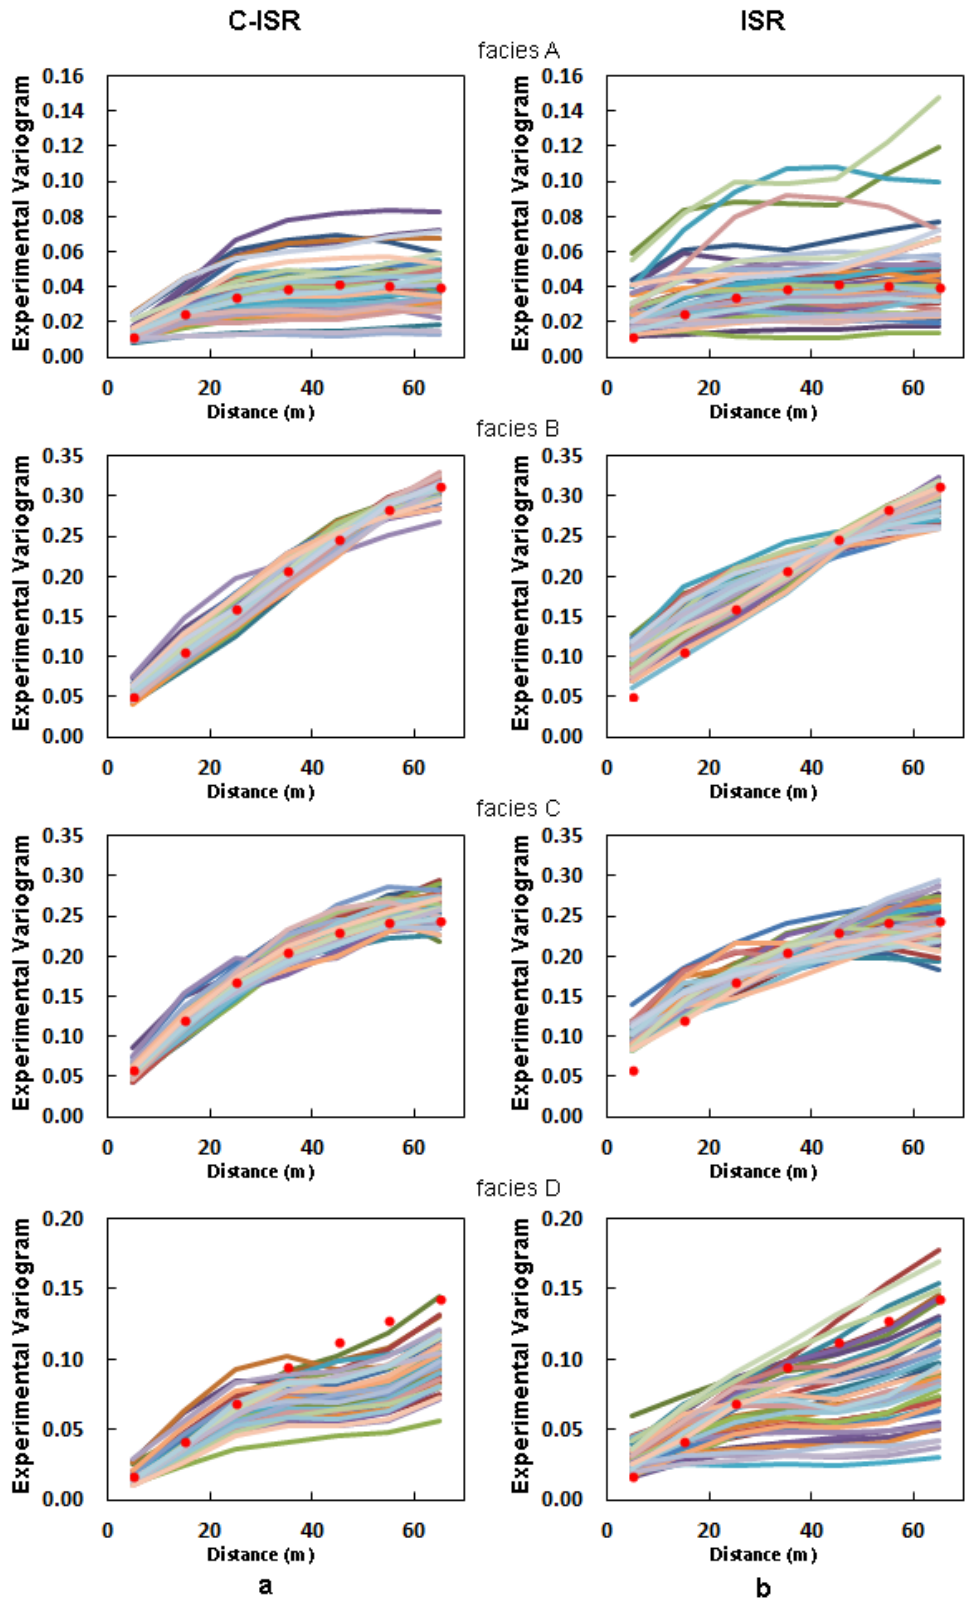 C-ISR ISR
facies A
Experimental Variogram 0.16 0.14 0.12 0.10 0.08 0.06 0.04 0.02 0.00
0 20 40 60
Distance (m)
Experimental Variogram 0.16 0.14 0.12 0.10 0.08 0.06 0.04 0.02 0.00
0 20 40 60
Distance (m)
facies B
Experimental Variogram 0.35 0.30 0.25 0.20 0.15 0.10 0.05 0.00
0 20 40 60
Distance (m)
Experimental Variogram 0.35 0.30 0.25 0.20 0.15 0.10 0.05 0.00
0 20 40 60
Distance (m)
facies C
Experimental Variogram 0.35 0.30 0.25 0.20 0.15 0.10 0.05 0.00
0 20 40 60
Distance (m)
Experimental Variogram 0.35 0.30 0.25 0.20 0.15 0.10 0.05 0.00
0 20 40 60
Distance (m)
facies D
Experimental Variogram 0.20 0.15 0.10 0.05 0.00
0 20 40 60
Distance (m)
Experimental Variogram 0.20 0.15 0.10 0.05 0.00
0 20 40 60
Distance (m)
a b